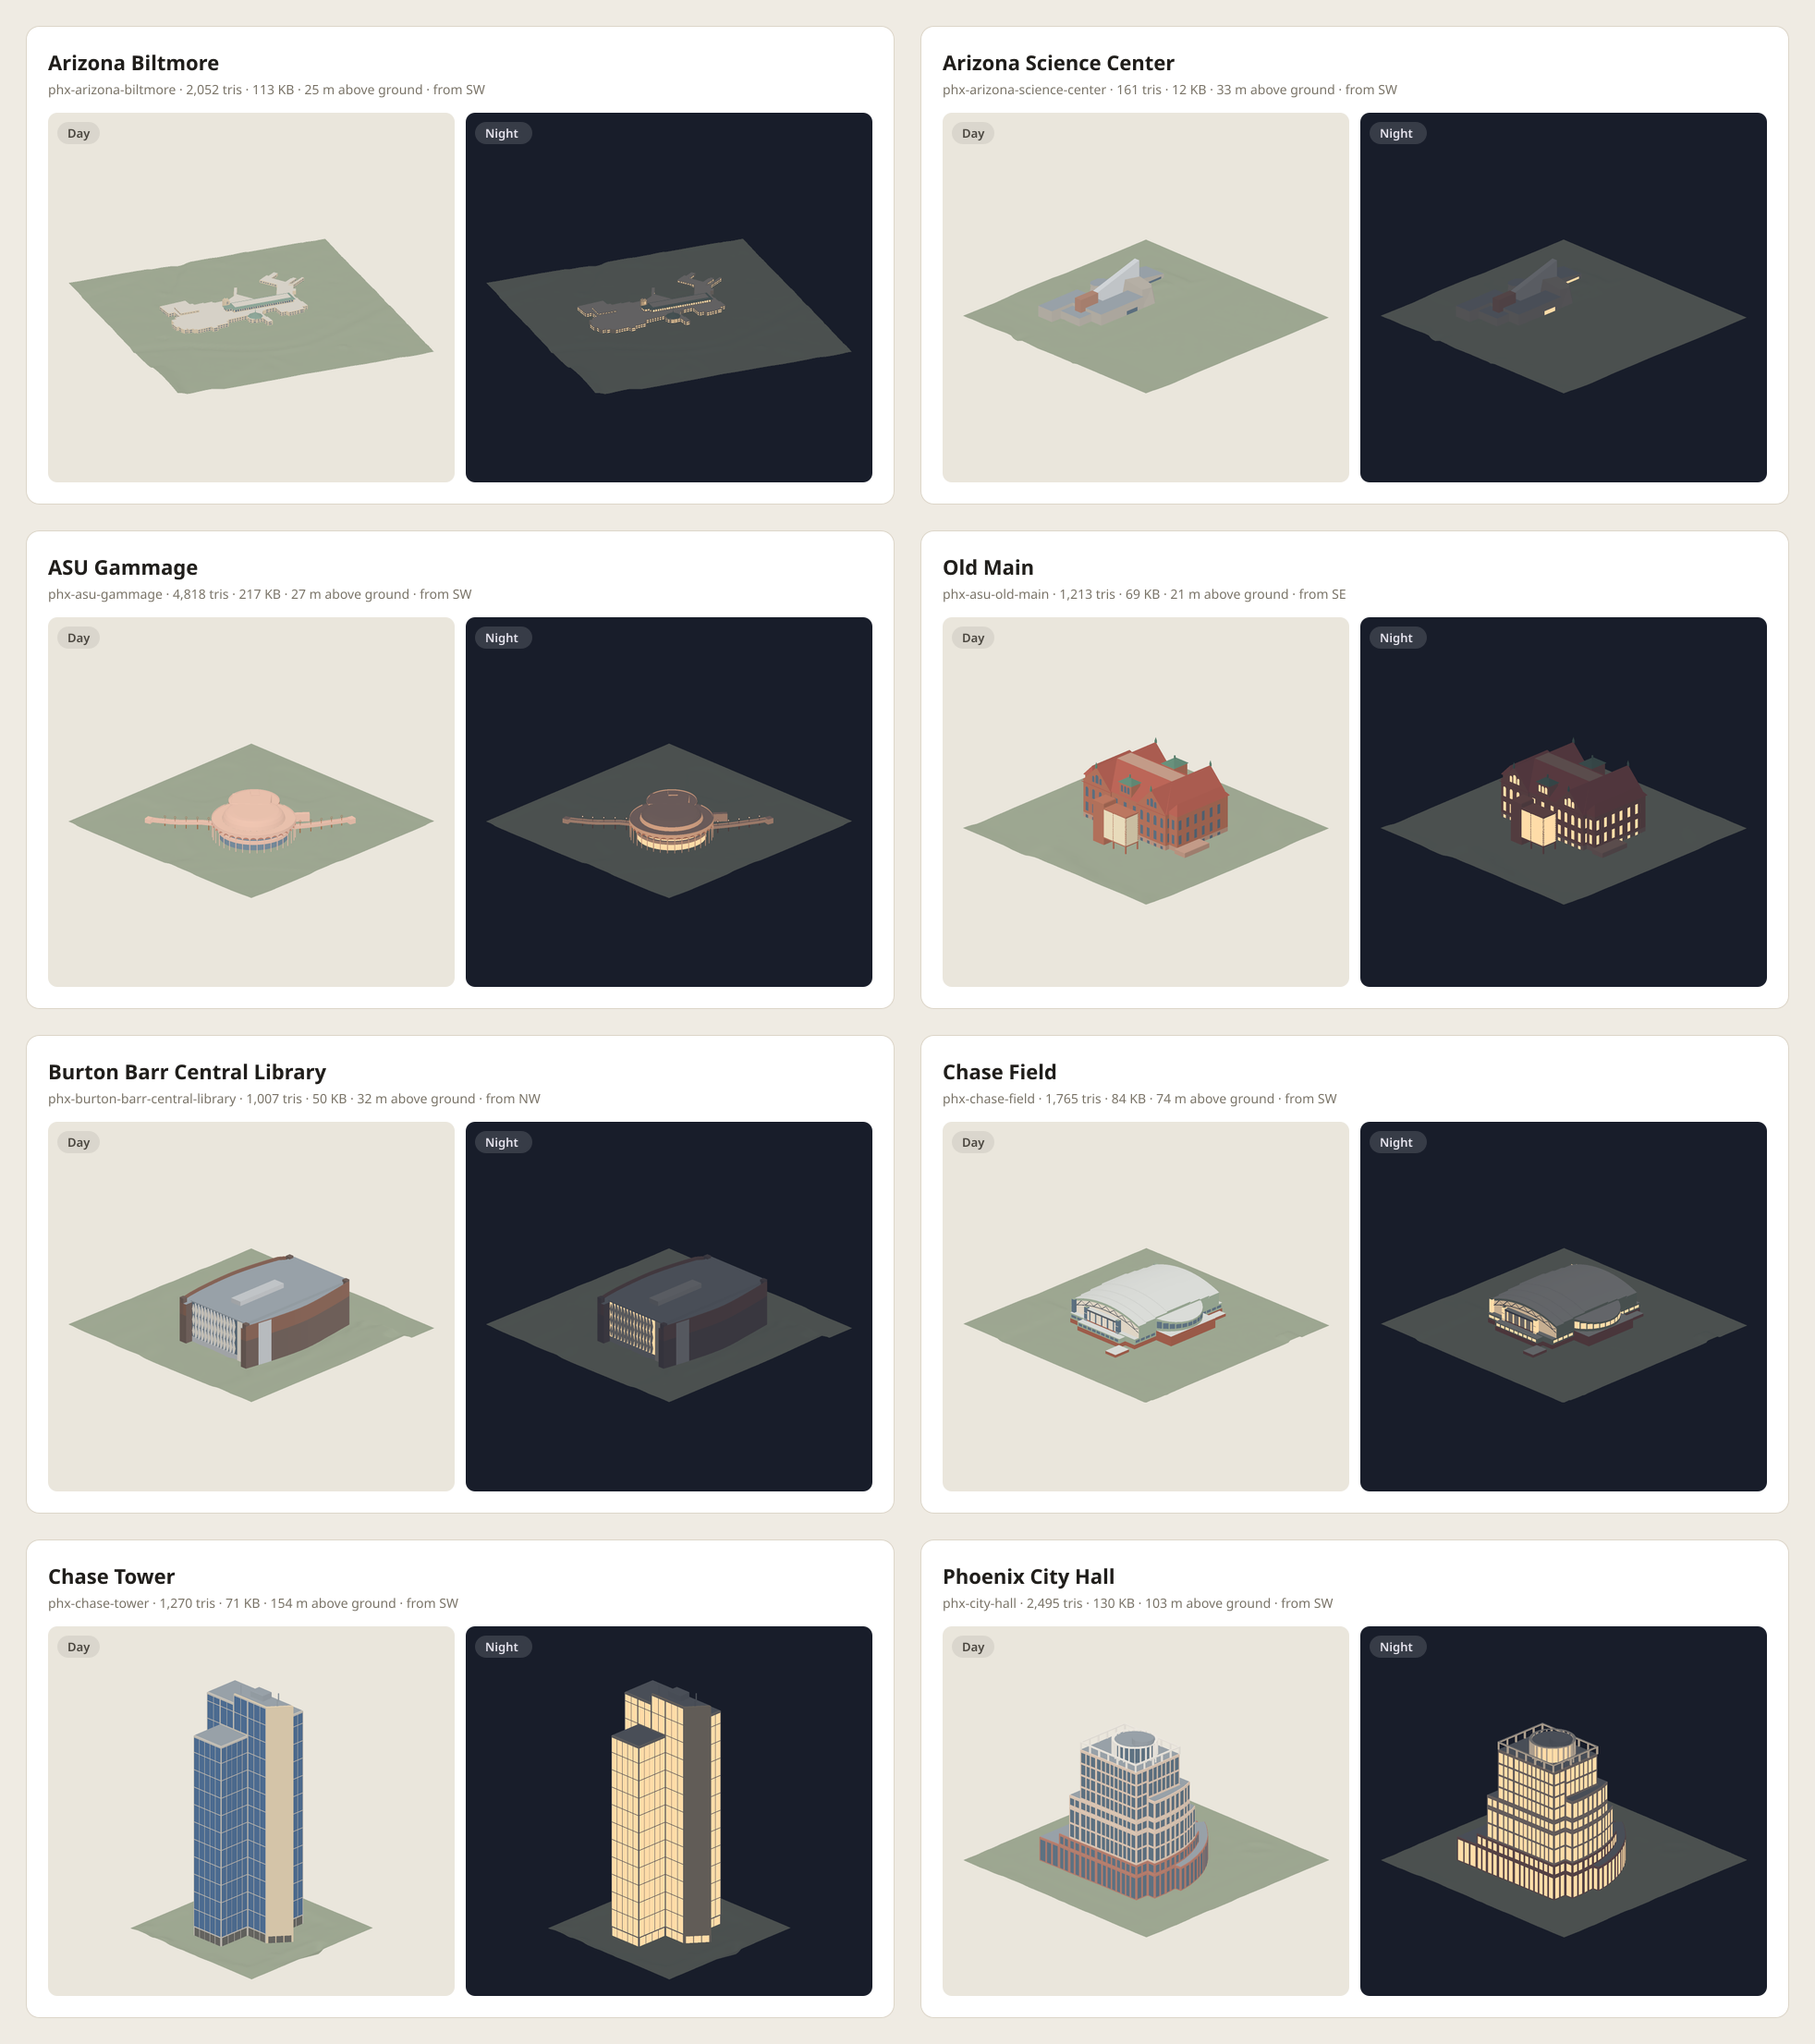 Arizona Biltmore
phx-arizona-biltmore · 2,052 tris · 113 KB · 25 m above ground · from SW
Day
Night
Arizona Science Center
phx-arizona-science-center · 161 tris · 12 KB · 33 m above ground · from SW
Day
Night
ASU Gammage
phx-asu-gammage · 4,818 tris · 217 KB · 27 m above ground · from SW
Day
Night
Old Main
phx-asu-old-main · 1,213 tris · 69 KB · 21 m above ground · from SE
Day
Night
Burton Barr Central Library
phx-burton-barr-central-library · 1,007 tris · 50 KB · 32 m above ground · from NW
Day
Night
Chase Field
phx-chase-field · 1,765 tris · 84 KB · 74 m above ground · from SW
Day
Night
Chase Tower
phx-chase-tower · 1,270 tris · 71 KB · 154 m above ground · from SW
Day
Night
Phoenix City Hall
phx-city-hall · 2,495 tris · 130 KB · 103 m above ground · from SW
Day
Night